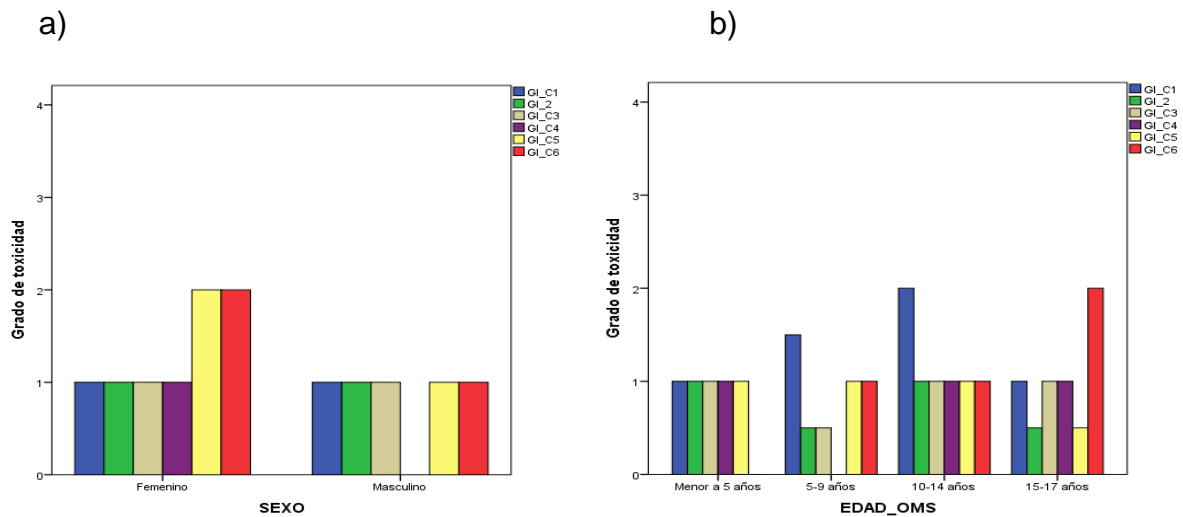 a)
b)
GI_C1
GI_2
GI_C3
GI_C4
GI_C5
GI_C6
4
3
2
1
0
Grado de toxicidad
Femenino
Masculino
SEXO
GI_C1
GI_2
GI_C3
GI_C4
GI_C5
GI_C6
4
3
2
1
0
Grado de toxicidad
Menor a 5 años
5-9 años
10-14 años
15-17 años
EDAD_OMS